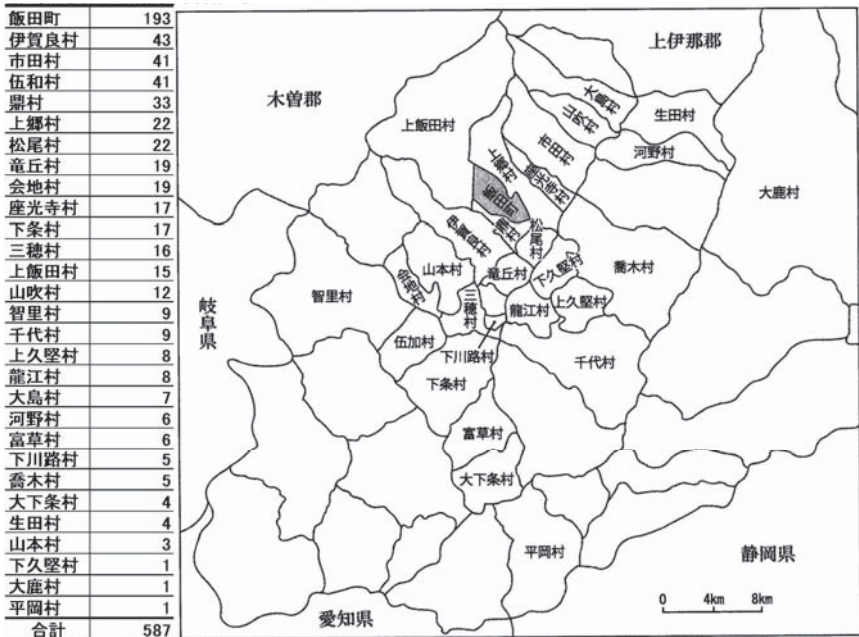 飯田町 193
伊賀良村 43
市田村 41
伍和村 41
鼎村 33
上郷村 22
松尾村 22
竜丘村 19
会地村 19
座光寺村 17
下条村 17
三穂村 16
上飯田村 15
山吹村 12
智里村 9
千代村 9
上久堅村 8
龍江村 8
大島村 7
河野村 6
富草村 6
下川路村 5
喬木村 5
大下条村 4
生田村 4
山本村 3
下久堅村 1
大鹿村 1
平岡村 1
合計 587
上伊那郡
木曽郡
大島村
山吹村
生田村
上飯田村
市田村
河野村
上郷村
座光寺村
大鹿村
飯田町
鼎村
松尾村
伊賀良村
山本村
竜丘村
下久堅村
喬木村
会地村
智里村
三穂村
龍江村
上久堅村
岐阜県
伍加村
下川路村
千代村
下条村
富草村
大下条村
平岡村
静岡県
愛知県
0 4km 8km